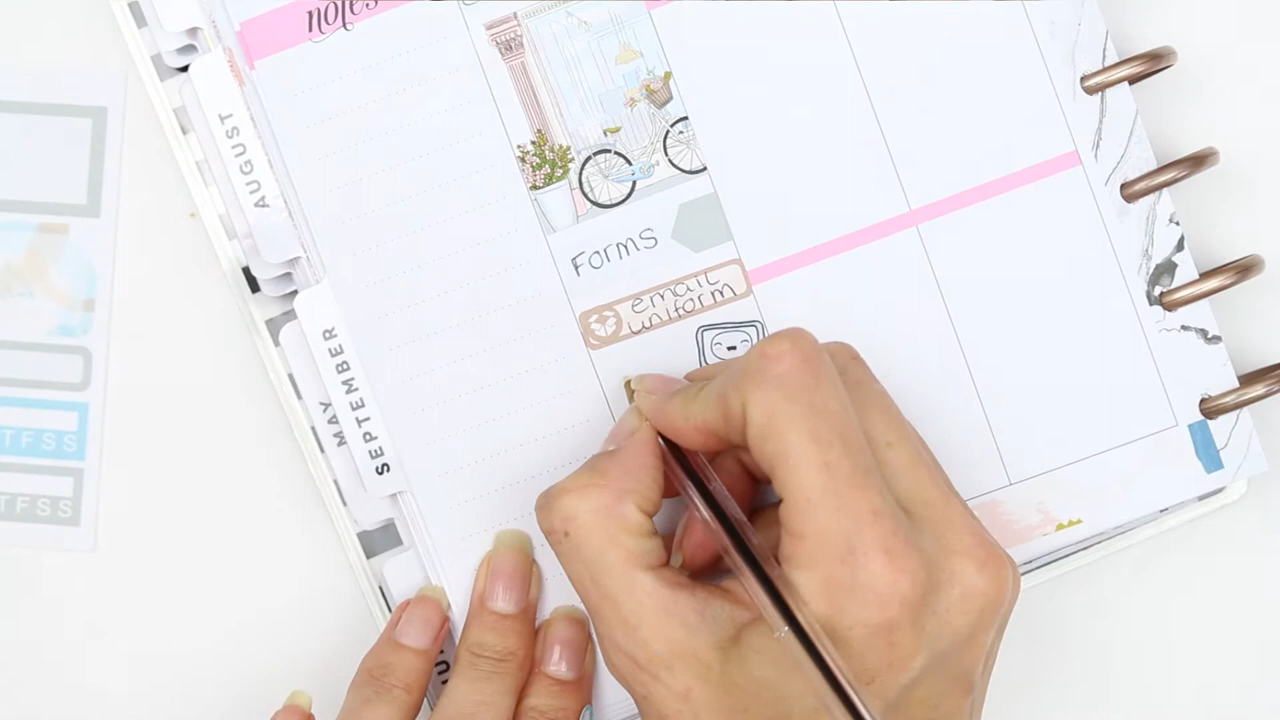 notes
AUGUST
Forms
email
uniform
MAY
SEPTEMBER
TFSS
TFSS